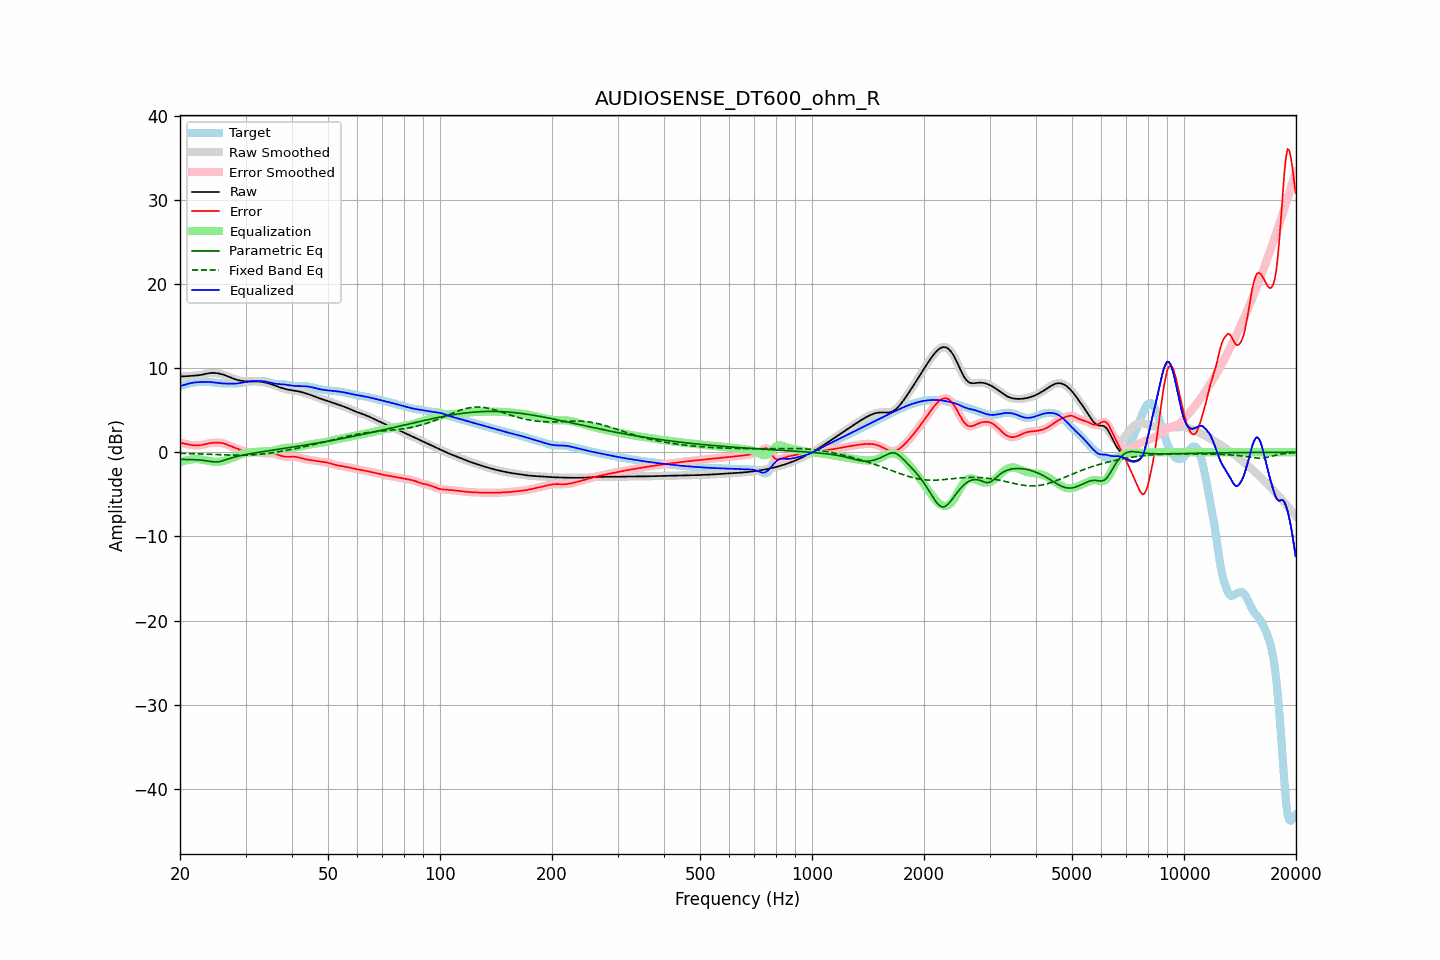 AUDIOSENSE_DT600_ohm_R
Target
Raw Smoothed
Error Smoothed
Raw
Error
Equalization
Parametric Eq
Fixed Band Eq
Equalized
40
30
20
10
0
−10
−20
−30
−40
Amplitude (dBr)
20 50 100 200 500 1000 2000 5000 10000 20000
Frequency (Hz)